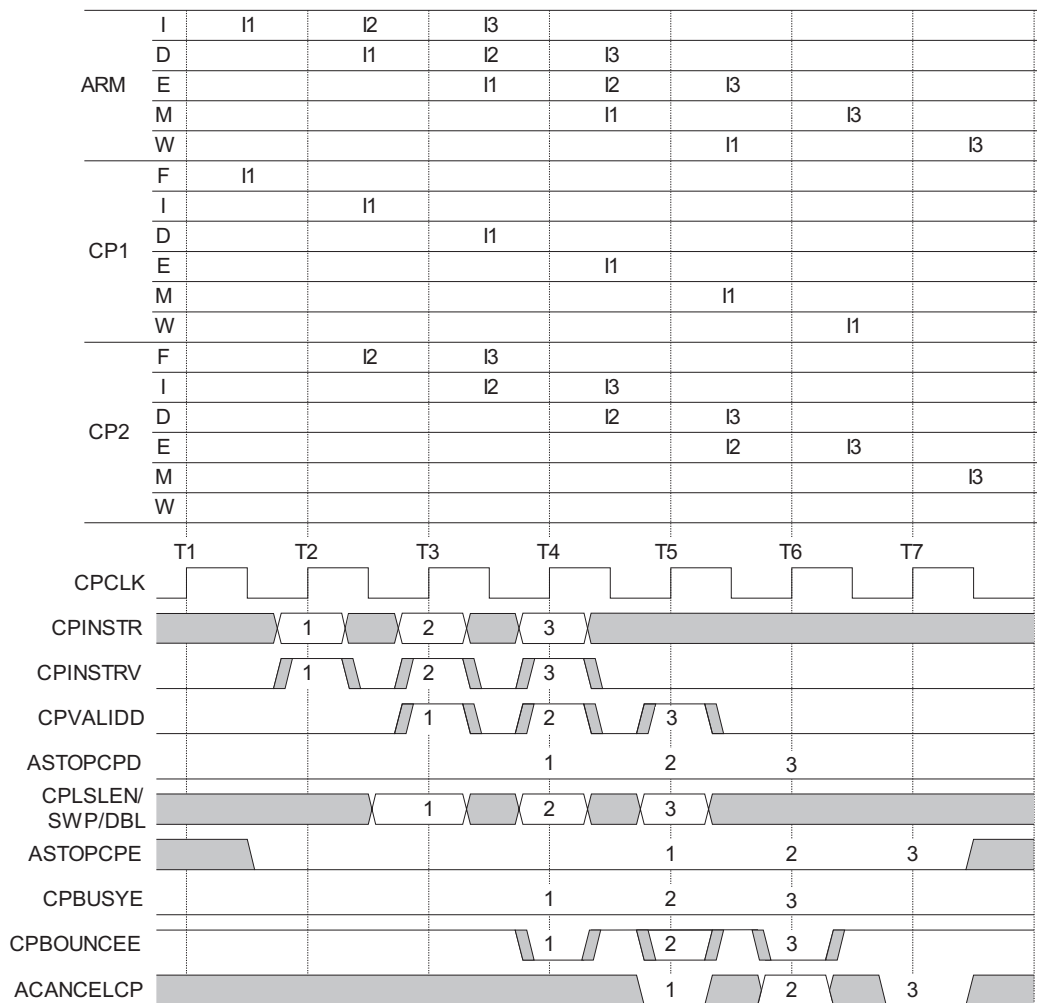 I I1 I2 I3
D I1 I2 I3
ARM E I1 I2 I3
M I1 I3
W I1 I3
F I1
I I1
D I1
CP1
E I1
M I1
W I1
F I2 I3
I I2 I3
D I2 I3
CP2
E I2 I3
M I3
W
T1 T2 T3 T4 T5 T6 T7
CPCLK
CPINSTR 1 2 3
CPINSTRV 1 2 3
CPVALIDD 1 2 3
ASTOPCPD 1 2 3
CPLSLEN/
SWP/DBL 1 2 3
ASTOPCPE 1 2 3
CPBUSYE 1 2 3
CPBOUNCEE 1 2 3
ACANCELCP 1 2 3